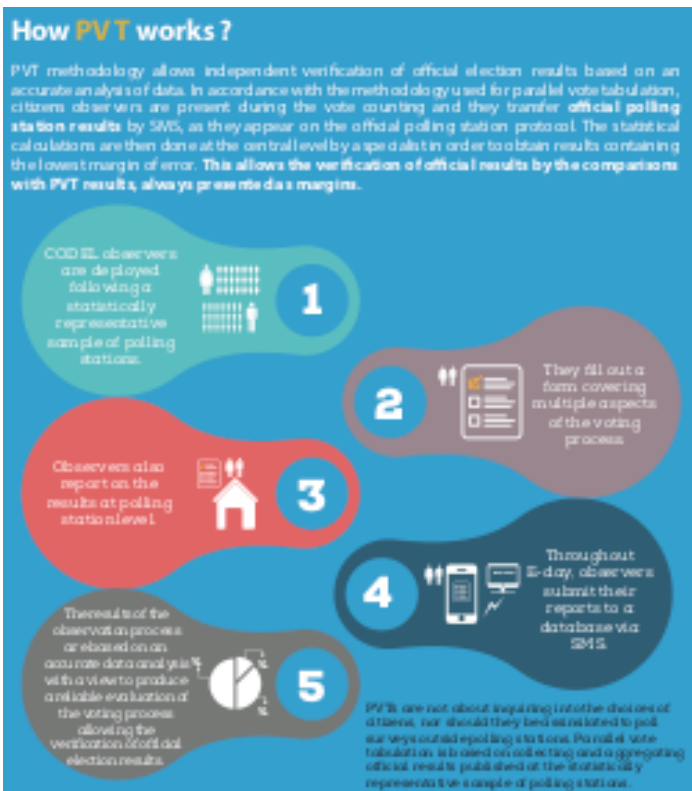 How PVT works ?
PVT methodology allows independent verification of official election results based on an
accurate analysis of data. In accordance with the methodology used for parallel vote tabulation,
citizens observers are present during the vote counting and they transfer official polling
station results by SMS, as they appear on the official polling station protocol. The statistical
calculations are then done at the central level by a specialist in order to obtain results containing
the lowest margin of error. This allows the verification of official results by the comparisons
with PVT results, always presented as margins.
CODEL observers
are deployed
following a
statistically
representative
sample of polling
stations.
1
2
They fill out a
form covering
multiple aspects
of the voting
process
Observers also
report on the
results at polling
station level
3
4
Throughout
E-day, observers
submit their
reports to a
database via
SMS.
The results of the
observation process
are based on an
accurate data analysis
with a view to produce
a reliable evaluation of
the voting process
allowing the
verification of official
election results.
5
PVTs are not about inquiring into the choices of
citizens, nor should they be assimilated to poll
surveys outside polling stations. Parallel vote
tabulation is based on collecting and aggregating
official results published at the statistically
representative sample of polling stations.